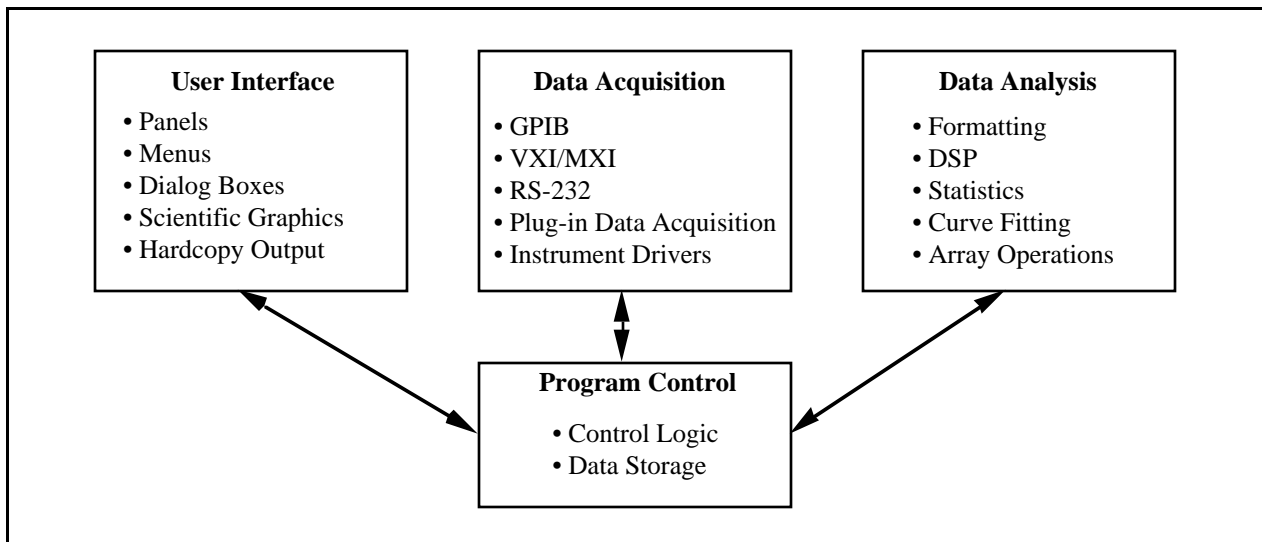 User Interface
• Panels
• Menus
• Dialog Boxes
• Scientific Graphics
• Hardcopy Output
Data Acquisition
• GPIB
• VXI/MXI
• RS-232
• Plug-in Data Acquisition
• Instrument Drivers
Data Analysis
• Formatting
• DSP
• Statistics
• Curve Fitting
• Array Operations
Program Control
• Control Logic
• Data Storage